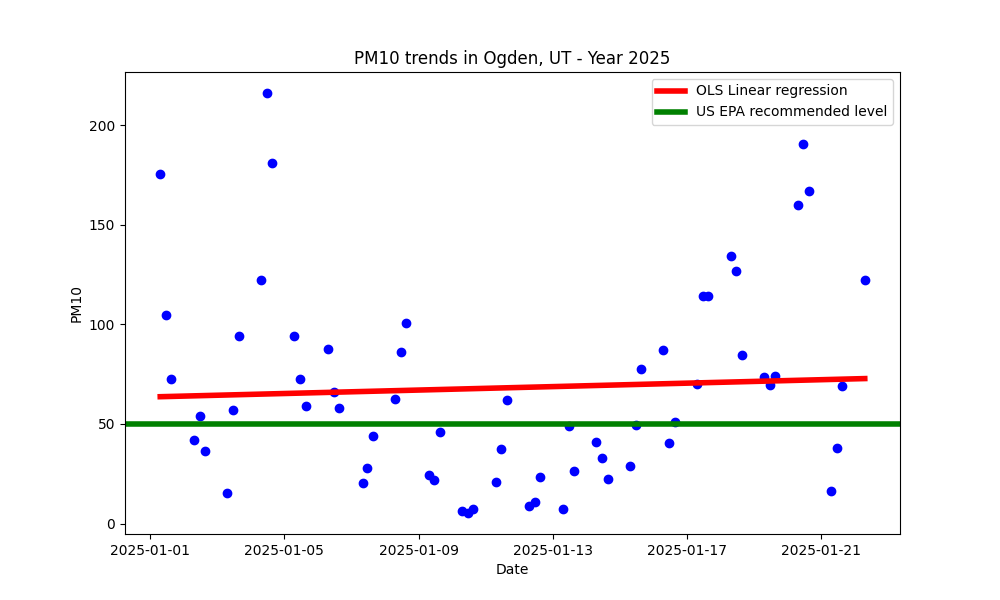 PM10 trends in Ogden, UT - Year 2025
OLS Linear regression
US EPA recommended level
PM10
200
150
100
50
0
2025-01-01
2025-01-05
2025-01-09
2025-01-13
2025-01-17
2025-01-21
Date